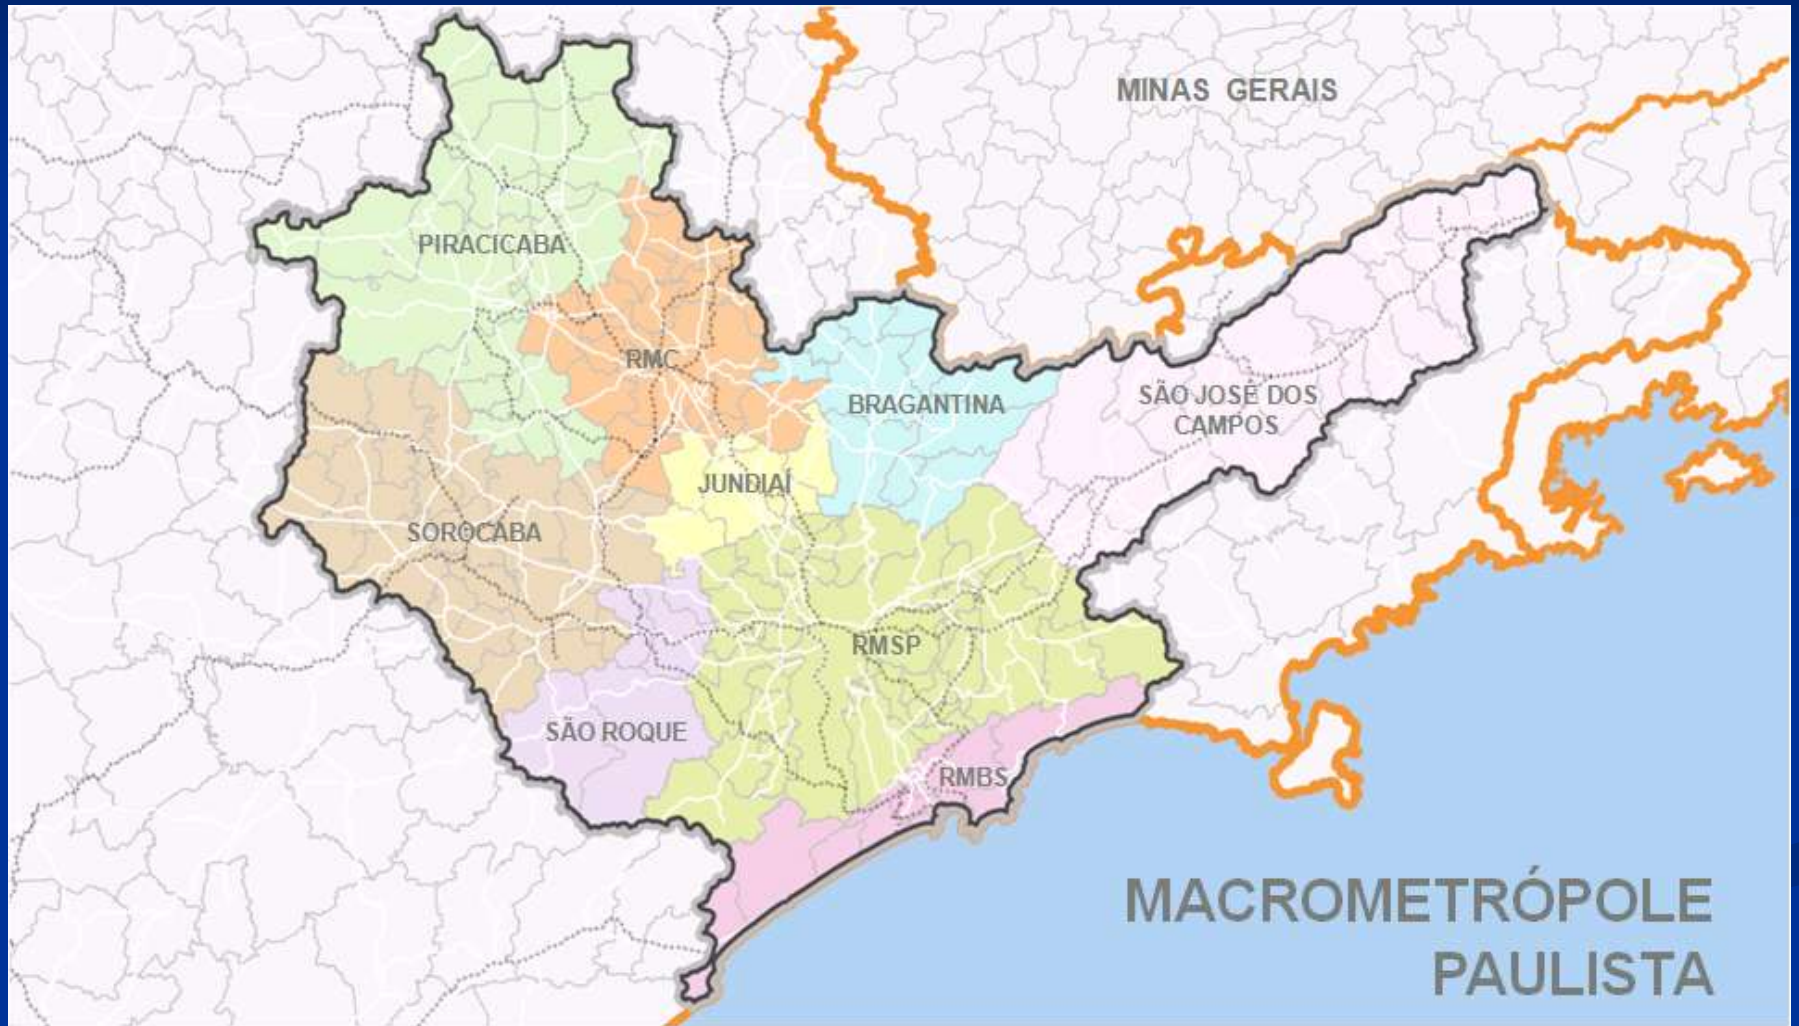 MINAS GERAIS
PIRACICABA
RMC
BRAGANTINA
SÃO JOSÉ DOS
CAMPOS
JUNDIAÍ
SOROCABA
RMSP
SÃO ROQUE
RMBS
MACROMETRÓPOLE
PAULISTA